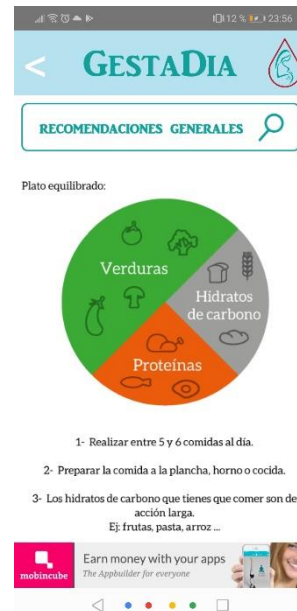 12 % 23:56
GESTADIA
RECOMENDACIONES GENERALES
Plato equilibrado:
Verduras
Hidratos
de carbono
Proteínas
1- Realizar entre 5 y 6 comidas al día.
2- Preparar la comida a la plancha, horno o cocida.
3- Los hidratos de carbono que tienes que comer son de
acción larga.
Ej: frutas, pasta, arroz ...
Earn money with your apps
mobincube The Appbuilder for everyone